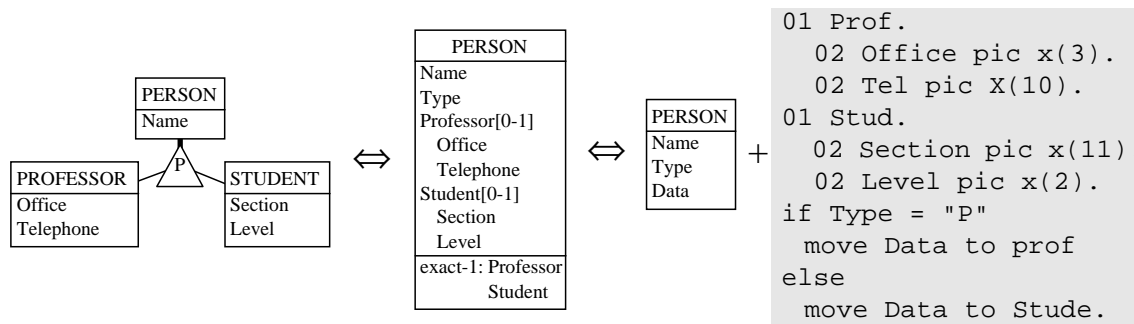 PERSON
Name
P
PROFESSOR
Office
Telephone
STUDENT
Section
Level
⇔
PERSON
Name
Type
Professor[0-1]
Office
Telephone
Student[0-1]
Section
Level
exact-1: Professor
Student
⇔
PERSON
Name
Type
Data
+
01 Prof.
02 Office pic x(3).
02 Tel pic X(10).
01 Stud.
02 Section pic x(11)
02 Level pic x(2).
if Type = "P"
move Data to prof
else
move Data to Stude.